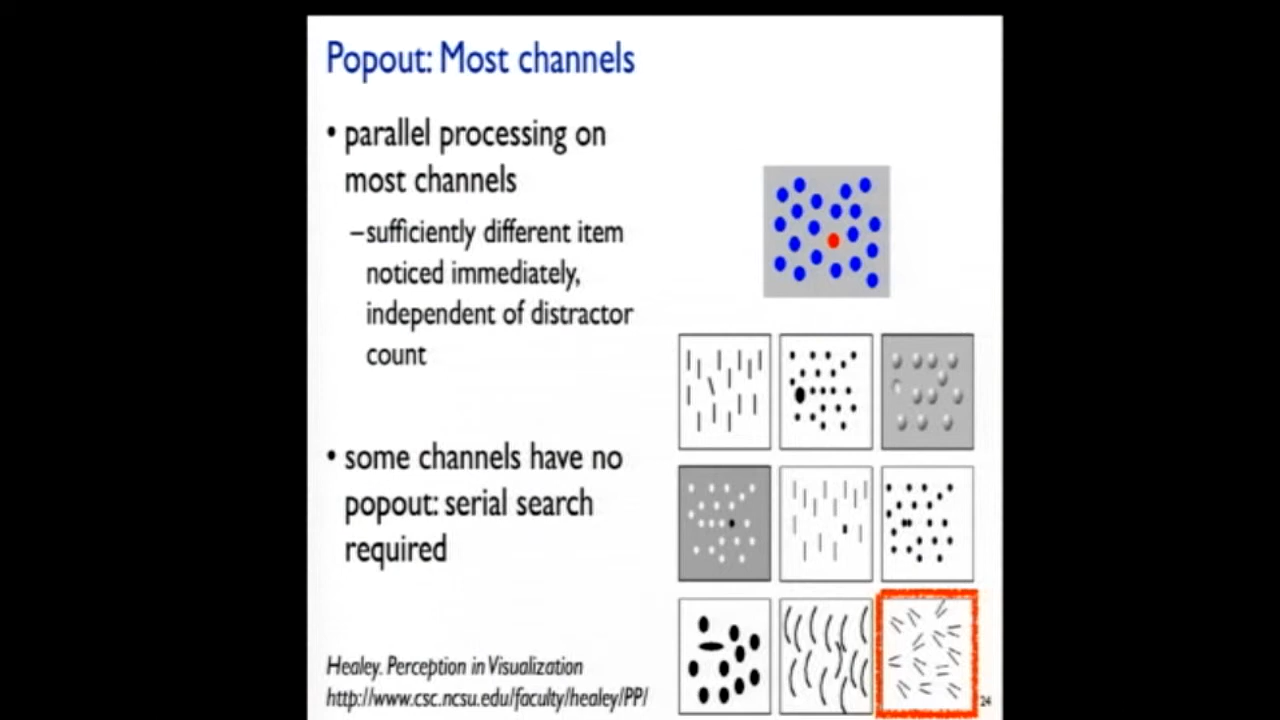 Popout: Most channels
• parallel processing on
most channels
–sufficiently different item
noticed immediately,
independent of distractor
count
• some channels have no
popout: serial search
required
Healey. Perception in Visualization
http://www.csc.ncsu.edu/faculty/healey/PP/
24